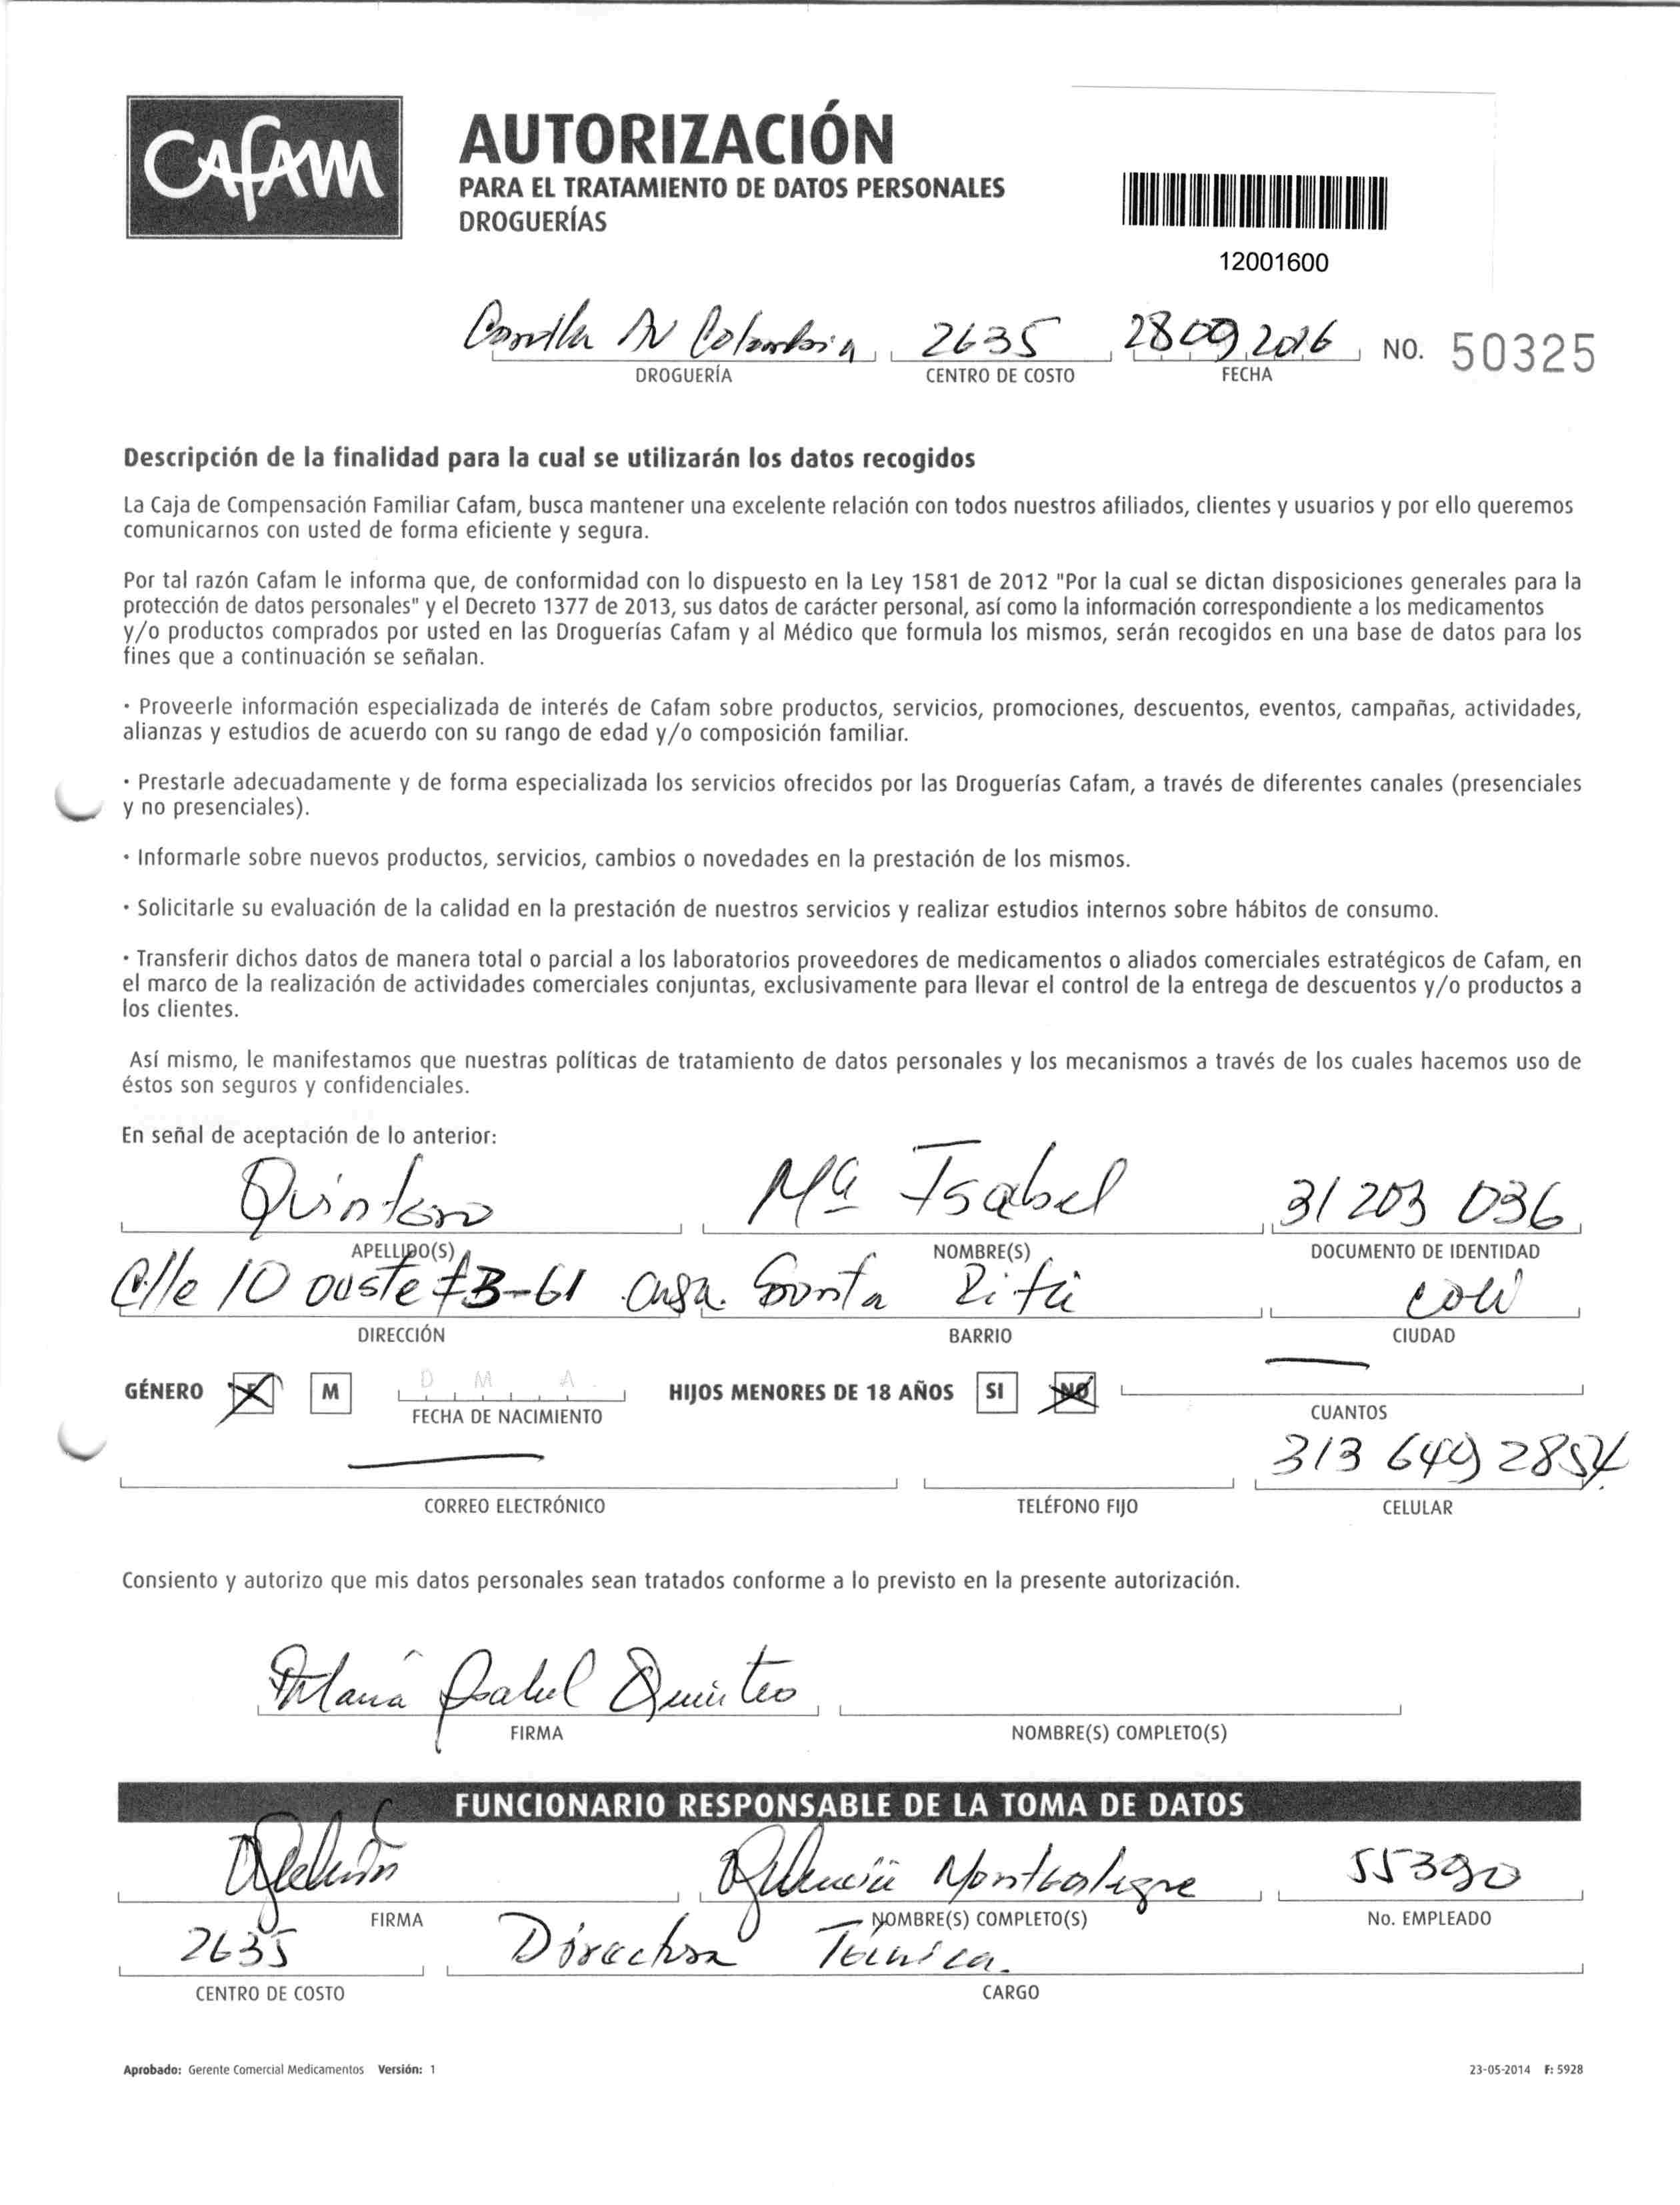 CAFAM
AUTORIZACIÓN
PARA EL TRATAMIENTO DE DATOS PERSONALES
DROGUERÍAS
12001600
AV Colombia 2635 28 09 2016 NO. 50325
DROGUERÍA CENTRO DE COSTO FECHA
Descripción de la finalidad para la cual se utilizarán los datos recogidos
La Caja de Compensación Familiar Cafam, busca mantener una excelente relación con todos nuestros afiliados, clientes y usuarios y por ello queremos
comunicarnos con usted de forma eficiente y segura.
Por tal razón Cafam le informa que, de conformidad con lo dispuesto en la Ley 1581 de 2012 "Por la cual se dictan disposiciones generales para la
protección de datos personales" y el Decreto 1377 de 2013, sus datos de carácter personal, así como la información correspondiente a los medicamentos
y/o productos comprados por usted en las Droguerías Cafam y al Médico que formula los mismos, serán recogidos en una base de datos para los
fines que a continuación se señalan.
· Proveerle información especializada de interés de Cafam sobre productos, servicios, promociones, descuentos, eventos, campañas, actividades,
alianzas y estudios de acuerdo con su rango de edad y/o composición familiar.
· Prestarle adecuadamente y de forma especializada los servicios ofrecidos por las Droguerías Cafam, a través de diferentes canales (presenciales
y no presenciales).
· Informarle sobre nuevos productos, servicios, cambios o novedades en la prestación de los mismos.
· Solicitarle su evaluación de la calidad en la prestación de nuestros servicios y realizar estudios internos sobre hábitos de consumo.
· Transferir dichos datos de manera total o parcial a los laboratorios proveedores de medicamentos o aliados comerciales estratégicos de Cafam, en
el marco de la realización de actividades comerciales conjuntas, exclusivamente para llevar el control de la entrega de descuentos y/o productos a
los clientes.
Así mismo, le manifestamos que nuestras políticas de tratamiento de datos personales y los mecanismos a través de los cuales hacemos uso de
éstos son seguros y confidenciales.
En señal de aceptación de lo anterior:
Quintero Mª Isabel 31 203 036
APELLIDO(S) NOMBRE(S) DOCUMENTO DE IDENTIDAD
Clle 10 oeste 7B-61 casa. Santa Rita Cali
DIRECCIÓN BARRIO CIUDAD
GÉNERO F M D M A HIJOS MENORES DE 18 AÑOS SI NO
FECHA DE NACIMIENTO CUANTOS
313 649 2854
CORREO ELECTRÓNICO TELÉFONO FIJO CELULAR
Consiento y autorizo que mis datos personales sean tratados conforme a lo previsto en la presente autorización.
María Isabel Quintero
FIRMA NOMBRE(S) COMPLETO(S)
FUNCIONARIO RESPONSABLE DE LA TOMA DE DATOS
Montealegre 55390
FIRMA NOMBRE(S) COMPLETO(S) No. EMPLEADO
2635 Directora Técnica.
CENTRO DE COSTO CARGO
Aprobado: Gerente Comercial Medicamentos Versión: 1 23-05-2014 F: 5928